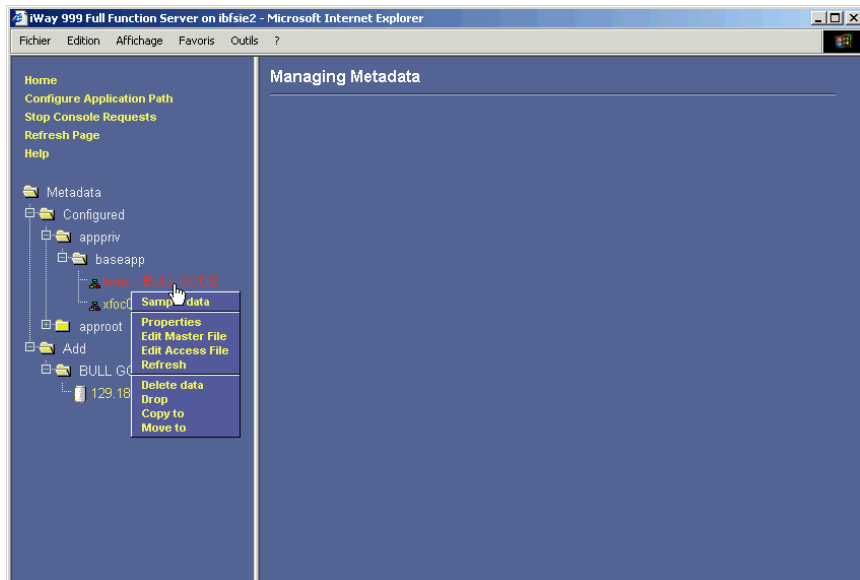 iWay 999 Full Function Server on ibfsie2 - Microsoft Internet Explorer
Fichier Edition Affichage Favoris Outils ?
Home
Configure Application Path
Stop Console Requests
Refresh Page
Help
Managing Metadata
Metadata
Configured
apppriv
baseapp
BULL GCOS
xfoc
Sample data
Properties
Edit Master File
Edit Access File
Refresh
Delete data
Drop
Copy to
Move to
approot
Add
BULL GC
129.18